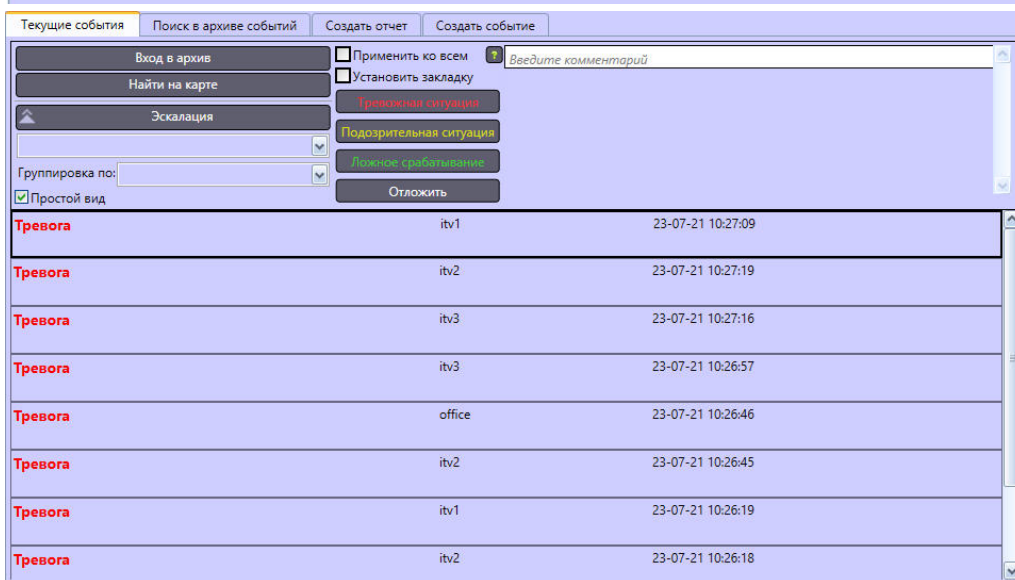 Текущие события
Поиск в архиве событий
Создать отчет
Создать событие
Вход в архив
Найти на карте
Эскалация
Группировка по:
Простой вид
Применить ко всем
?
Установить закладку
Тревожная ситуация
Подозрительная ситуация
Ложное срабатывание
Отложить
Введите комментарий
Тревога itv1 23-07-21 10:27:09
Тревога itv2 23-07-21 10:27:19
Тревога itv3 23-07-21 10:27:16
Тревога itv3 23-07-21 10:26:57
Тревога office 23-07-21 10:26:46
Тревога itv2 23-07-21 10:26:45
Тревога itv1 23-07-21 10:26:19
Тревога itv2 23-07-21 10:26:18